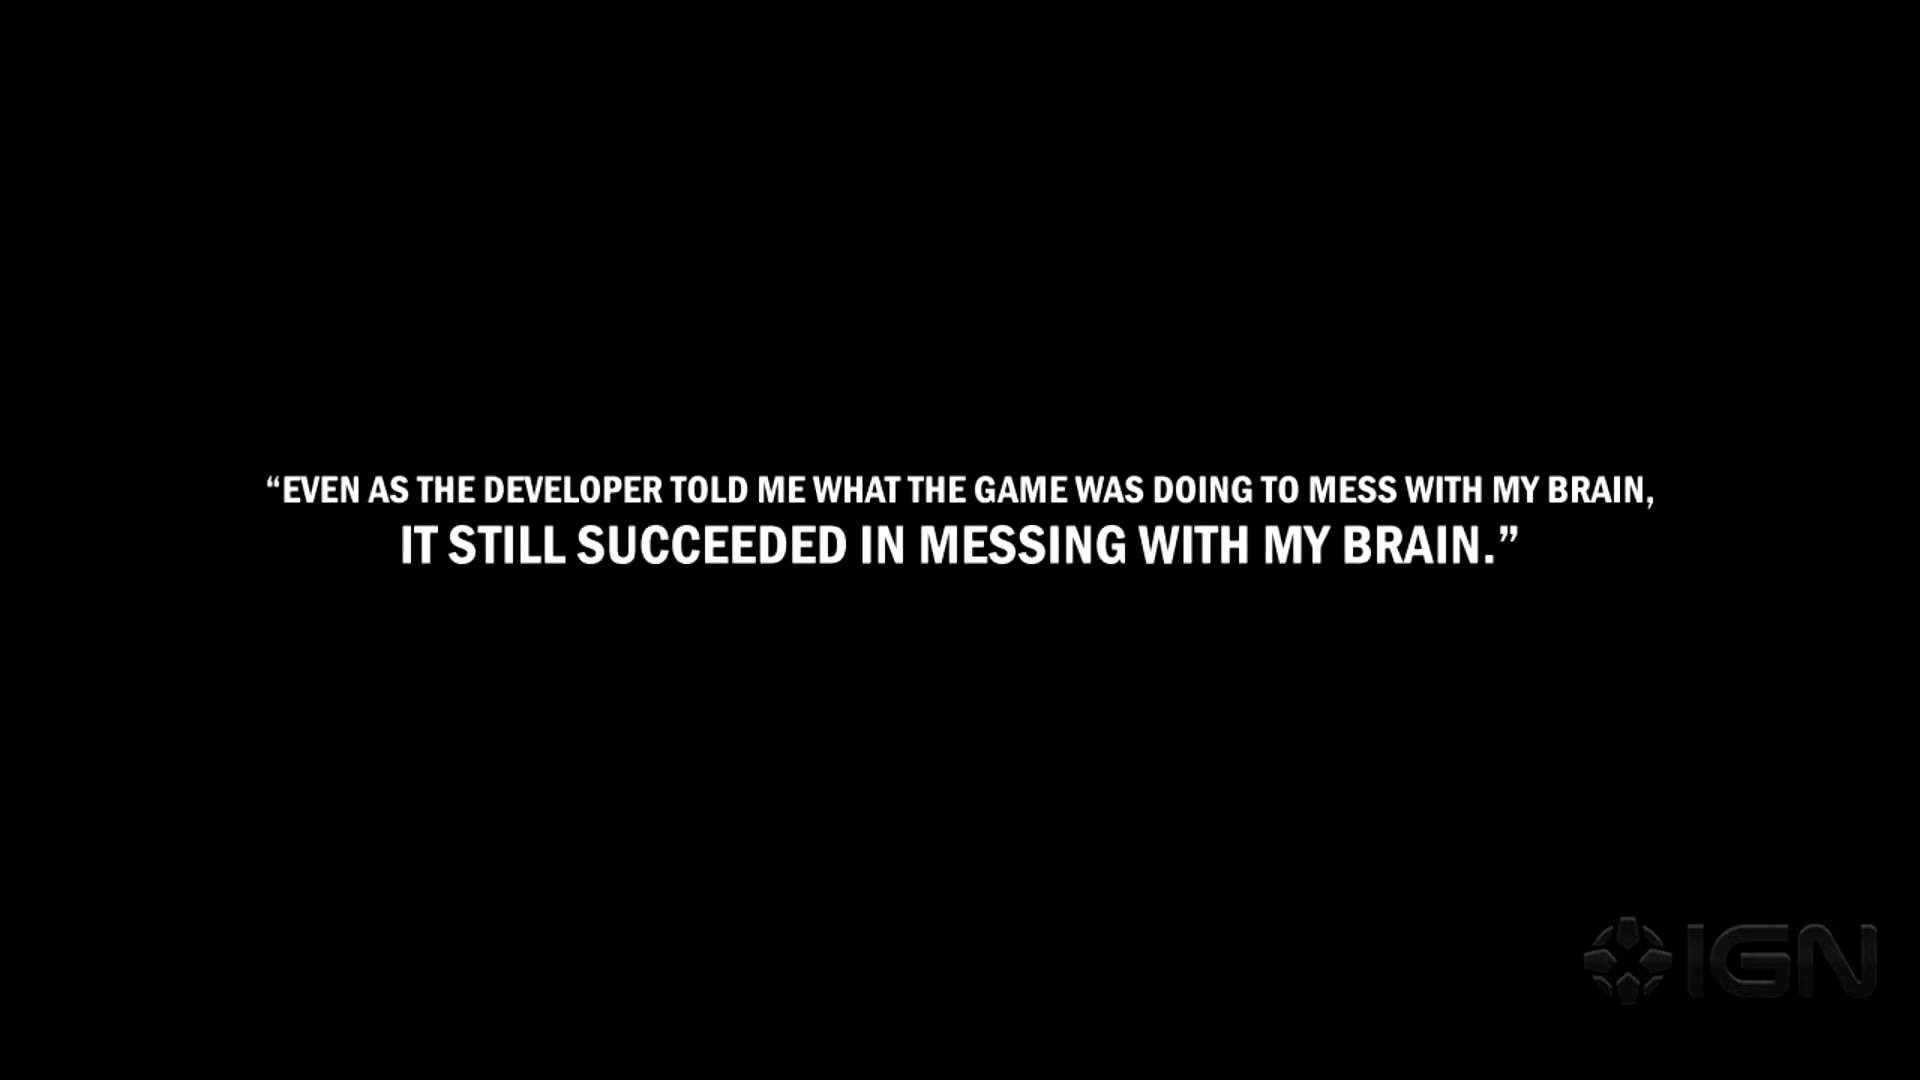 “EVEN AS THE DEVELOPER TOLD ME WHAT THE GAME WAS DOING TO MESS WITH MY BRAIN,
IT STILL SUCCEEDED IN MESSING WITH MY BRAIN.”
IGN